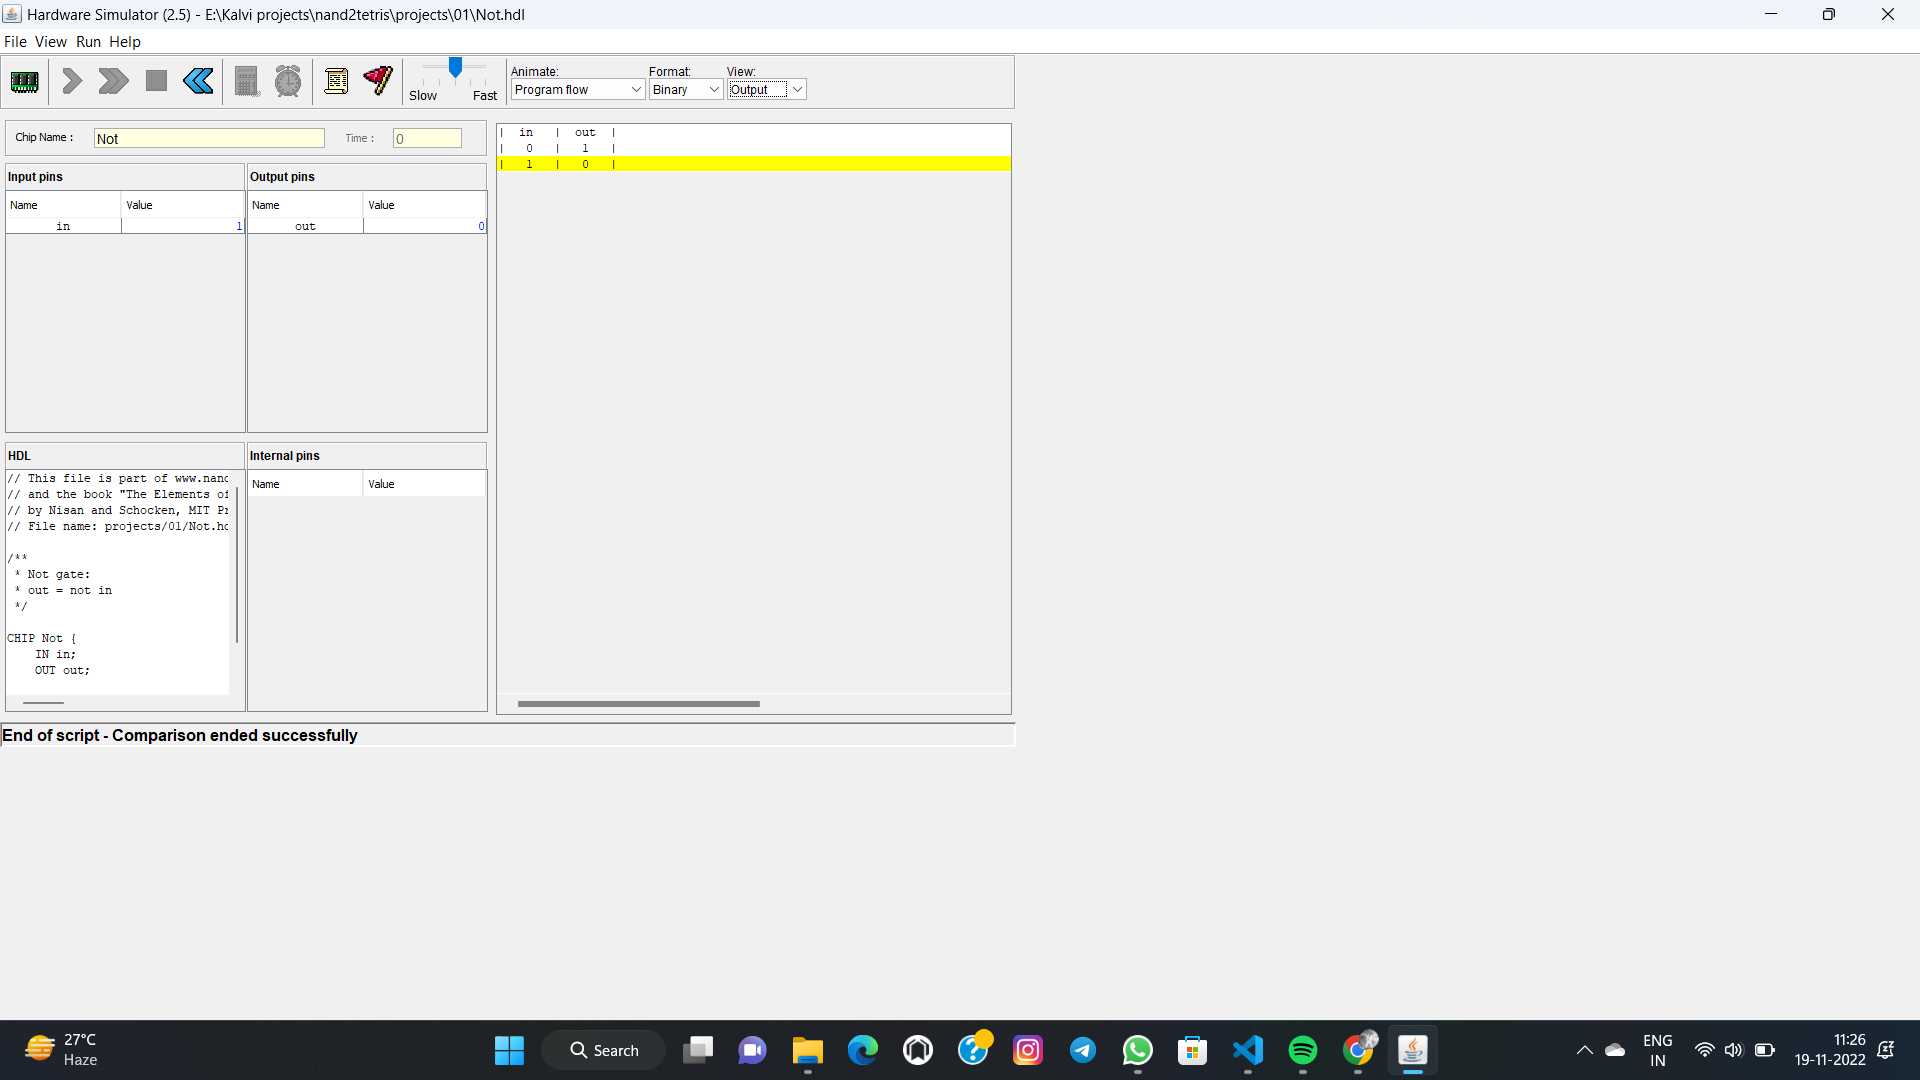 Hardware Simulator (2.5) - E:\Kalvi projects\nand2tetris\projects\01\Not.hdl
File View Run Help
Slow Fast
Animate: Format: View:
Program flow Binary Output
Chip Name : Not Time : 0
Input pins Output pins
Name Value Name Value
in 1 out 0
| in | out |
| 0 | 1 |
| 1 | 0 |
HDL Internal pins
Name Value
// This file is part of www.nand
// and the book "The Elements of
// by Nisan and Schocken, MIT Pr
// File name: projects/01/Not.hd
/**
* Not gate:
* out = not in
*/
CHIP Not {
IN in;
OUT out;
End of script - Comparison ended successfully
27°C
Haze
Search
ENG
IN
11:26
19-11-2022